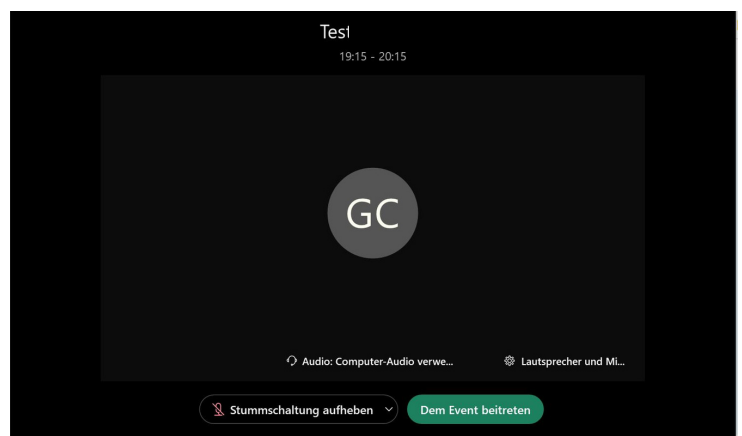 Test
19:15 - 20:15
GC
Audio: Computer-Audio verwe...
Lautsprecher und Mi...
Stummschaltung aufheben
Dem Event beitreten